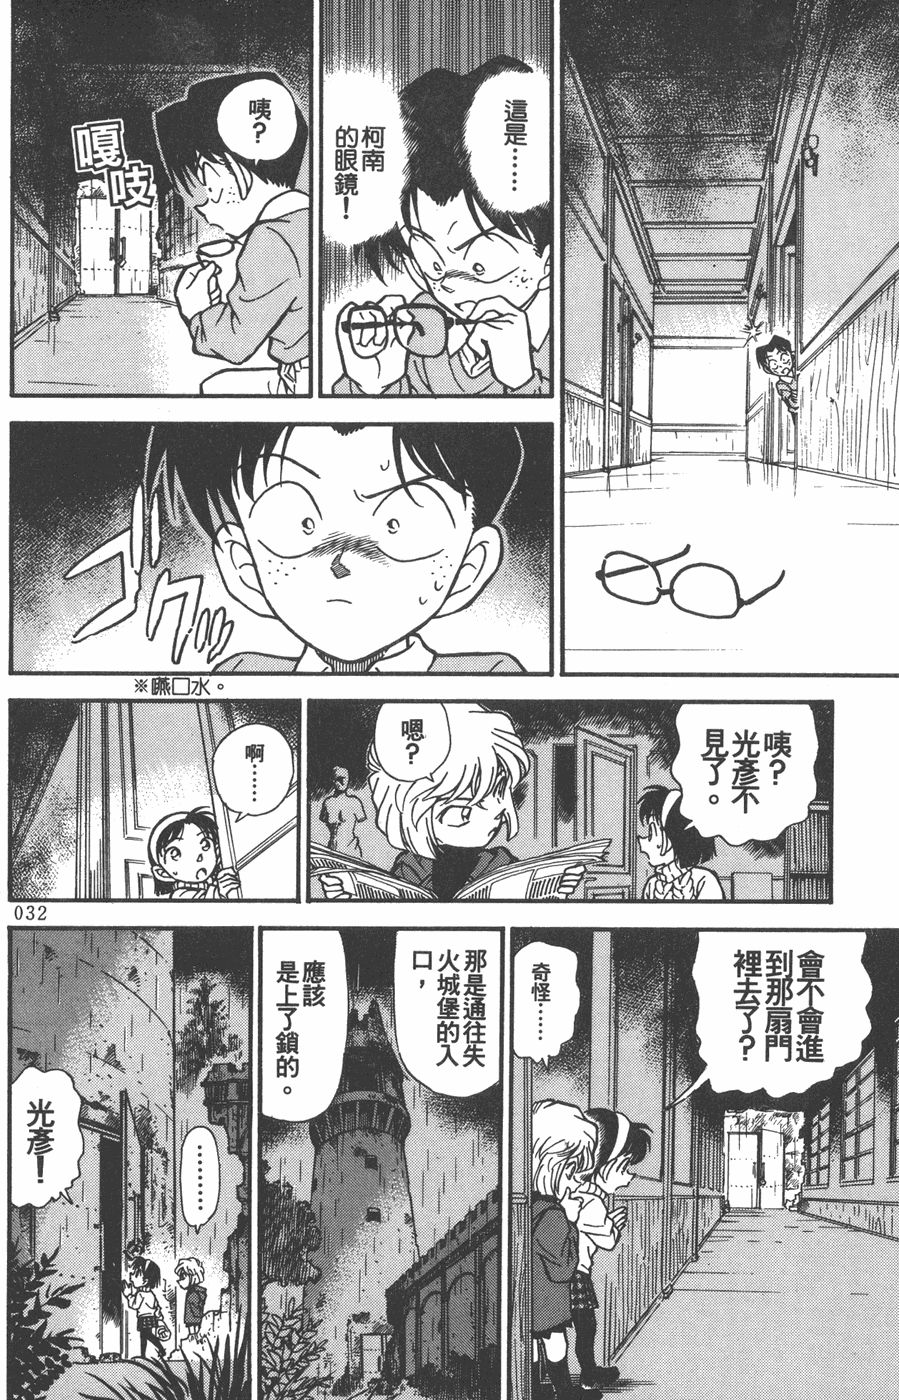 這是……
柯南
的眼鏡！
咦？
嘎
吱
ゴク
※嚥口水。
咦？
光彥不
見了。
嗯？
啊……
032
會不會進
到那扇門
裡去了？
奇怪……
那是通往失
火城堡的入
口，
應該
是上了鎖的。
………
光彥！